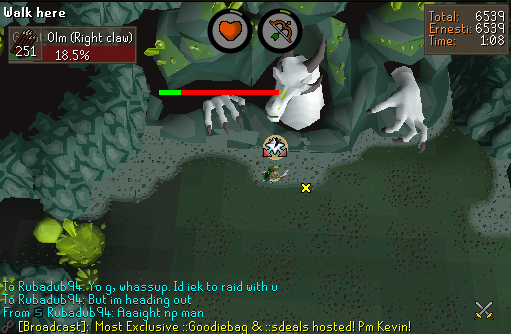 Walk here
Olm (Right claw)
251
18.5%
Total: 6539
Ernesti: 6539
Time: 1:08
To Rubadub94: Yo g, whassup. Id iek to raid with u
To Rubadub94: But im heading out
From S Rubadub94: Aaaight np man
[Broadcast]: Most Exclusive ::Goodiebag & ::sdeals hosted! Pm Kevin!